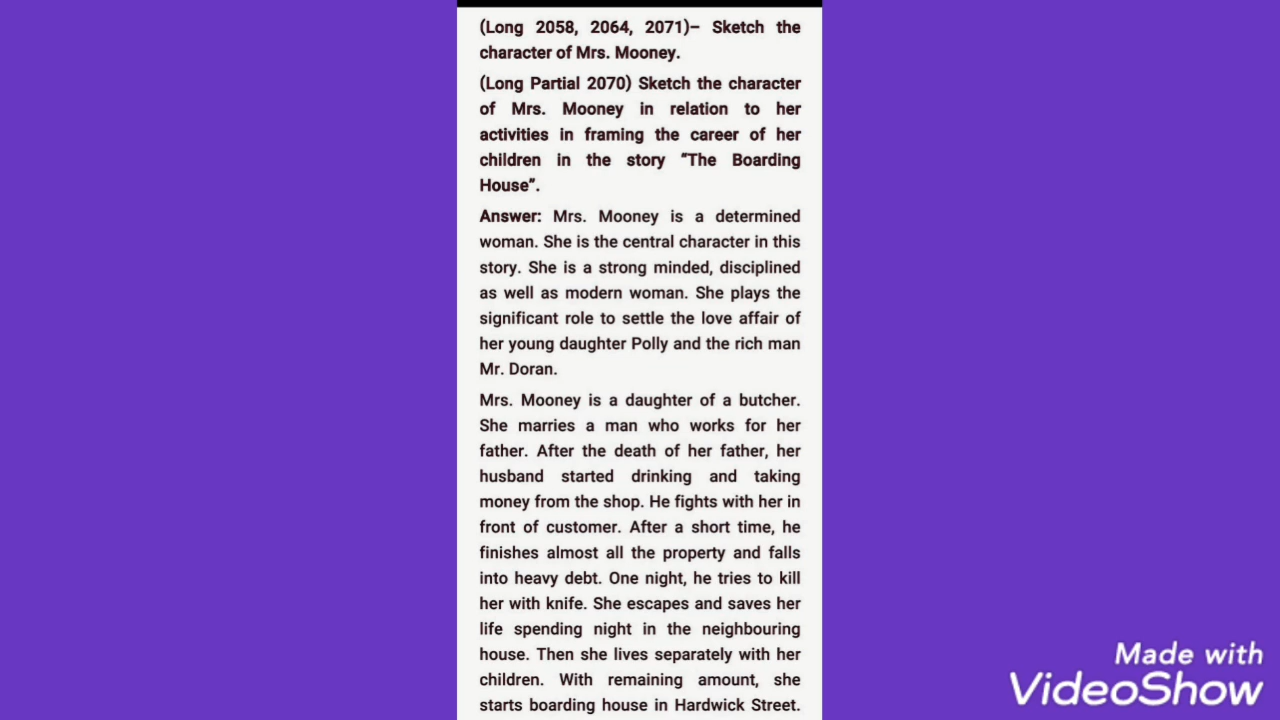 (Long 2058, 2064, 2071)– Sketch the
character of Mrs. Mooney.
(Long Partial 2070) Sketch the character
of Mrs. Mooney in relation to her
activities in framing the career of her
children in the story "The Boarding
House".
Answer: Mrs. Mooney is a determined
woman. She is the central character in this
story. She is a strong minded, disciplined
as well as modern woman. She plays the
significant role to settle the love affair of
her young daughter Polly and the rich man
Mr. Doran.
Mrs. Mooney is a daughter of a butcher.
She marries a man who works for her
father. After the death of her father, her
husband started drinking and taking
money from the shop. He fights with her in
front of customer. After a short time, he
finishes almost all the property and falls
into heavy debt. One night, he tries to kill
her with knife. She escapes and saves her
life spending night in the neighbouring
house. Then she lives separately with her
children. With remaining amount, she
starts boarding house in Hardwick Street.
Made with
VideoShow